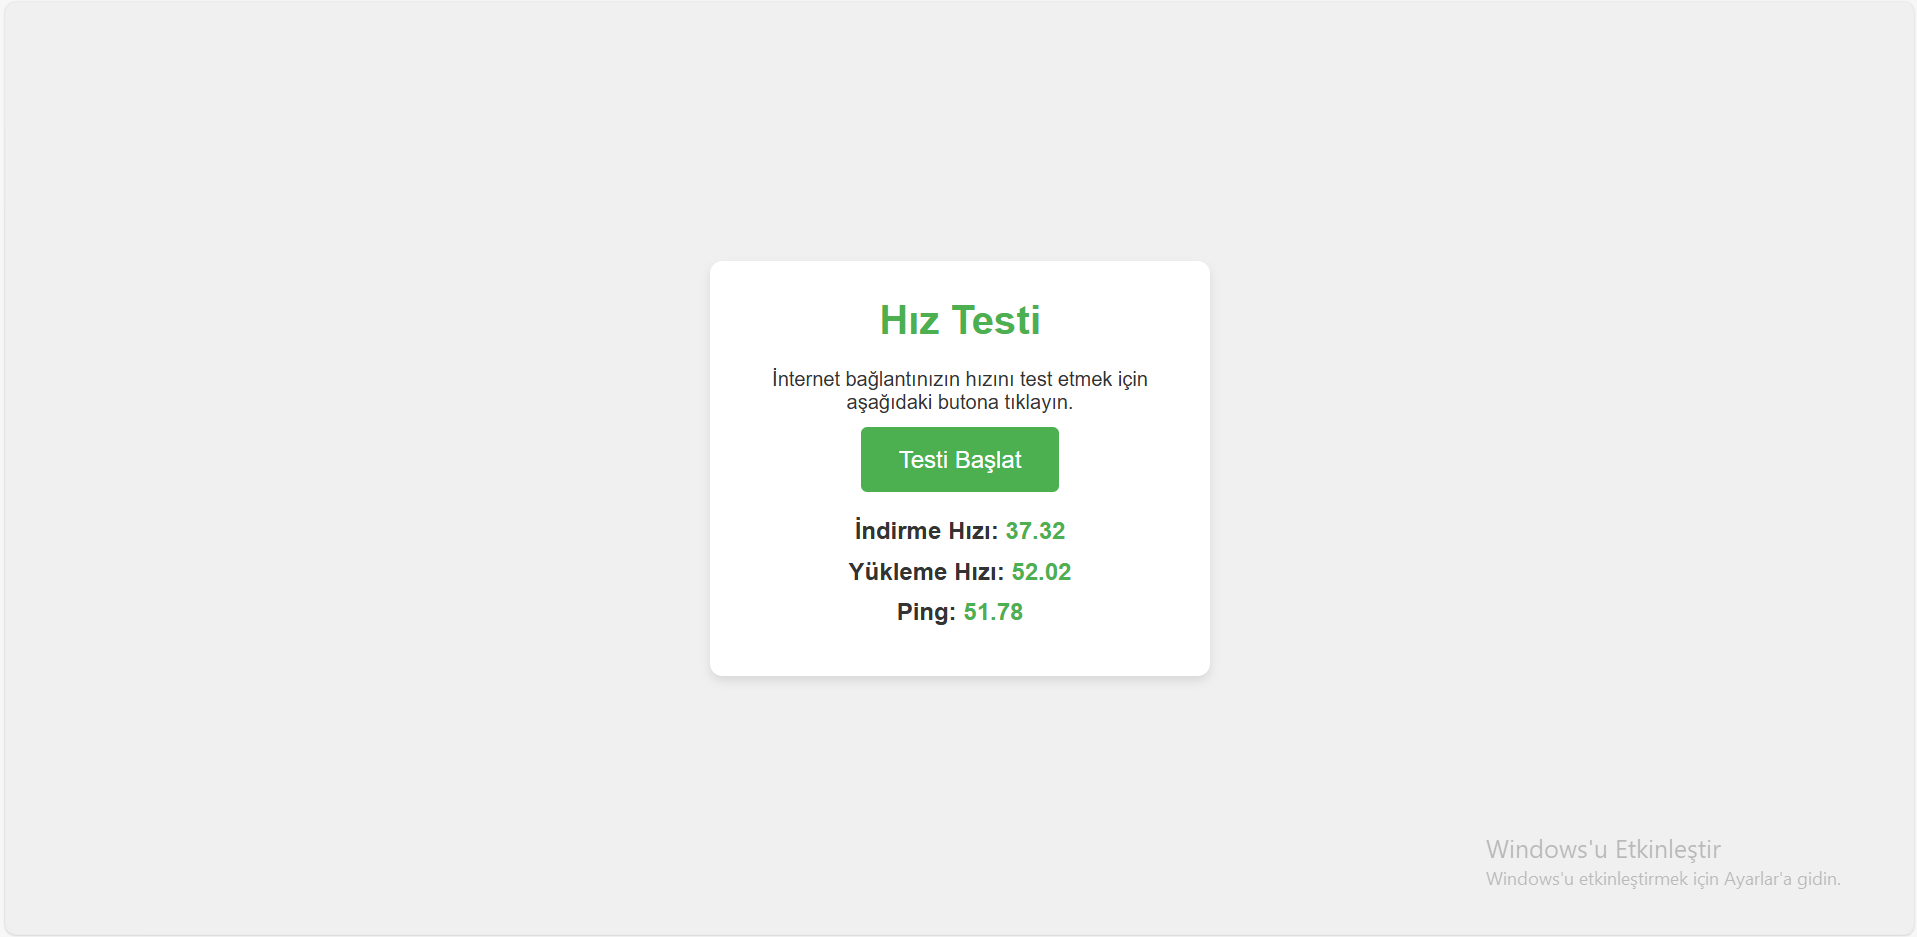 Hız Testi
İnternet bağlantınızın hızını test etmek için
aşağıdaki butona tıklayın.
Testi Başlat
İndirme Hızı: 37.32
Yükleme Hızı: 52.02
Ping: 51.78
Windows'u Etkinleştir
Windows'u etkinleştirmek için Ayarlar'a gidin.